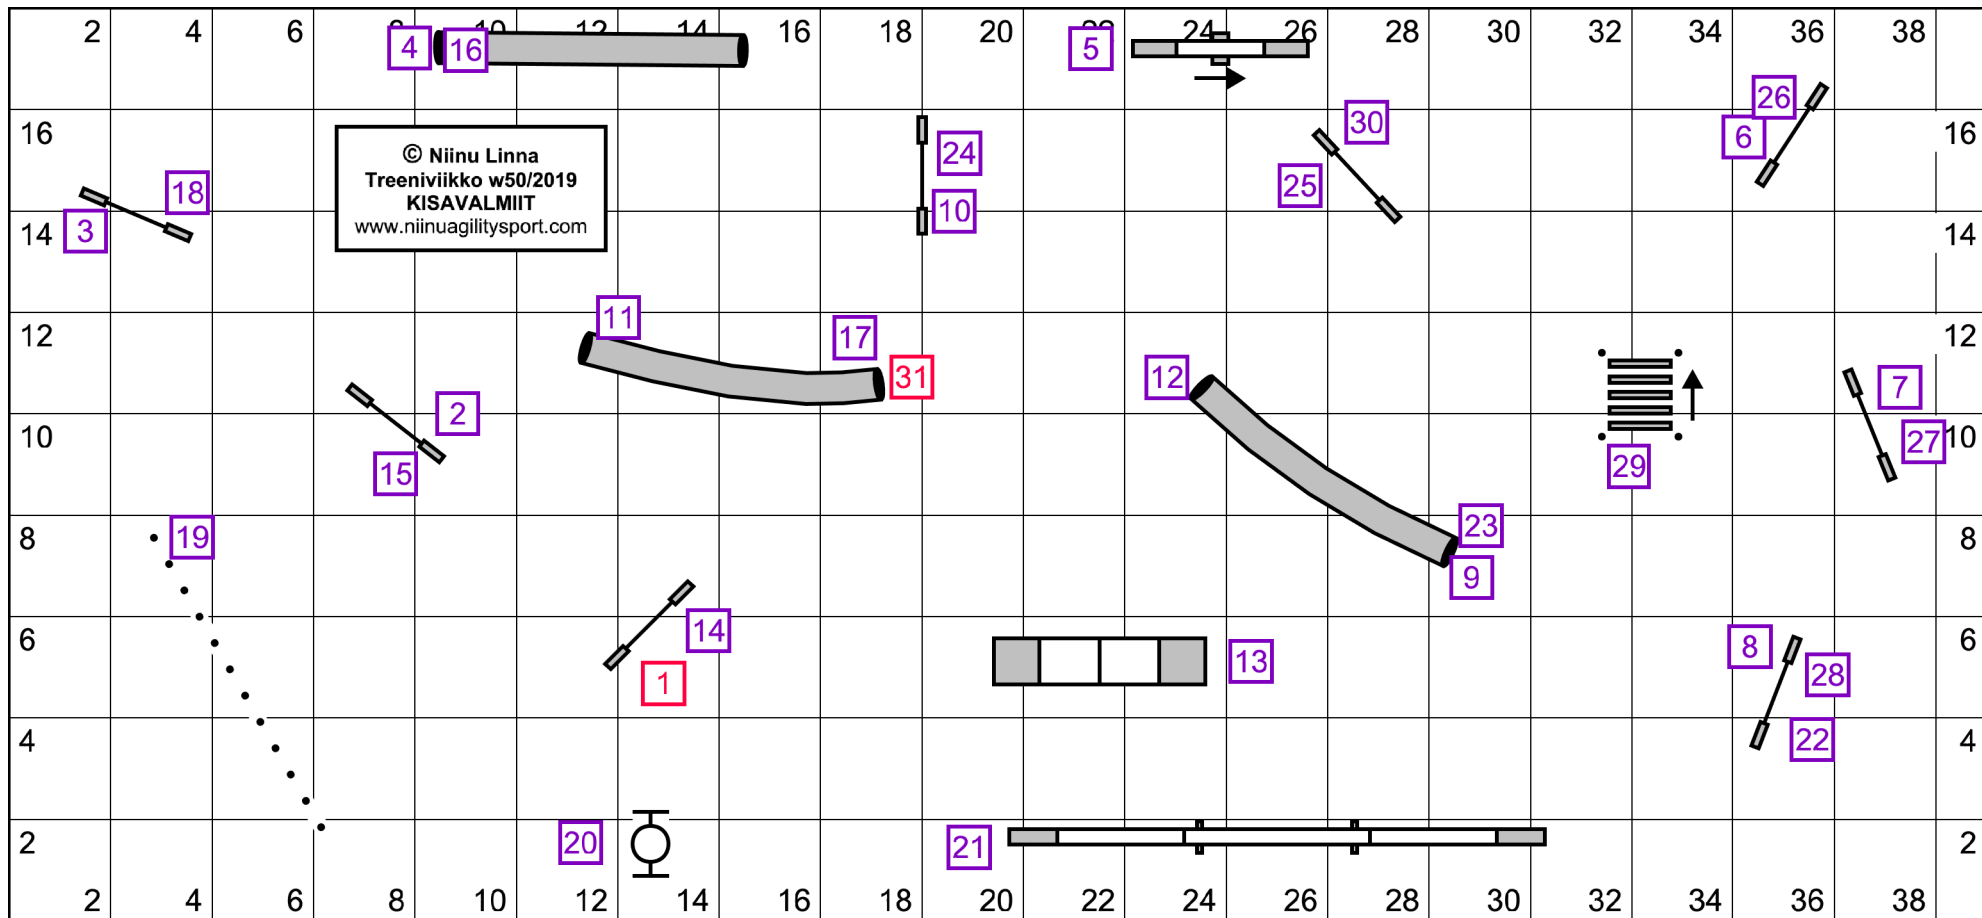 2 4 6 8 10 12 14 16 18 20 22 24 26 28 30 32 34 36 38
4 16 5
26
16 30 6 16
24
18 25
© Niinu Linna
Treeniviikko w50/2019
KISAVALMIIT
www.niinuagilitysport.com
3 10
14 14
11
12 17 12
12 31 7
2
10 15 29 27 10
8 19 23 8
9
6 14 13 8 6
1 28
4 22 4
2 20 21 2
2 4 6 8 10 12 14 16 18 20 22 24 26 28 30 32 34 36 38